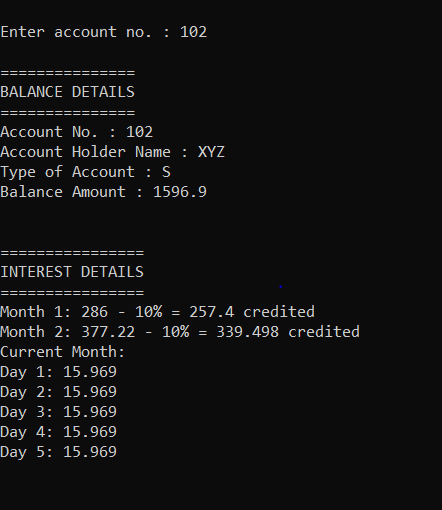 Enter account no. : 102
===============
BALANCE DETAILS
===============
Account No. : 102
Account Holder Name : XYZ
Type of Account : S
Balance Amount : 1596.9
================
INTEREST DETAILS
================
Month 1: 286 - 10% = 257.4 credited
Month 2: 377.22 - 10% = 339.498 credited
Current Month:
Day 1: 15.969
Day 2: 15.969
Day 3: 15.969
Day 4: 15.969
Day 5: 15.969